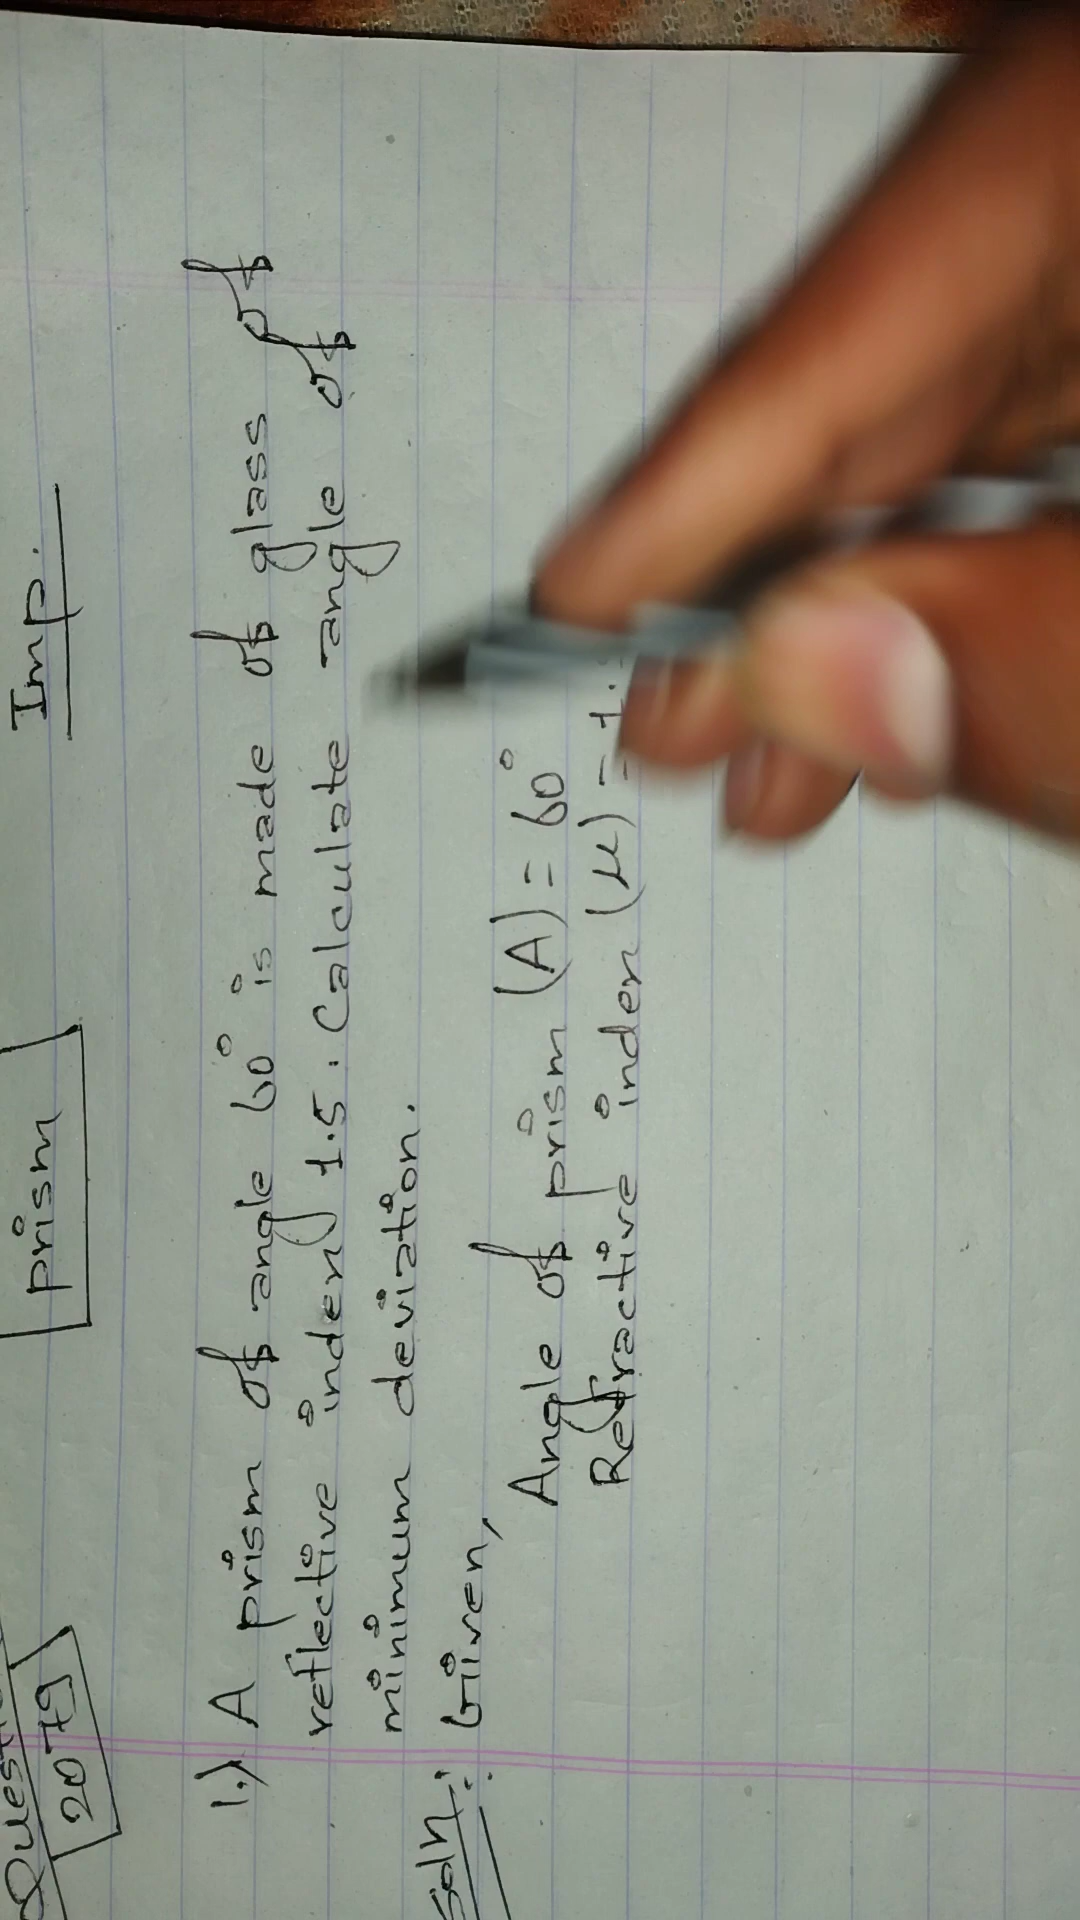 2079
prism
Imp.
1.) A prism of angle 60° is made of glass of
reflective index 1.5. Calculate angle of
minimum deviation.
Soln:
Given,
Angle of prism (A) = 60°
Refractive index (μ) = 1.